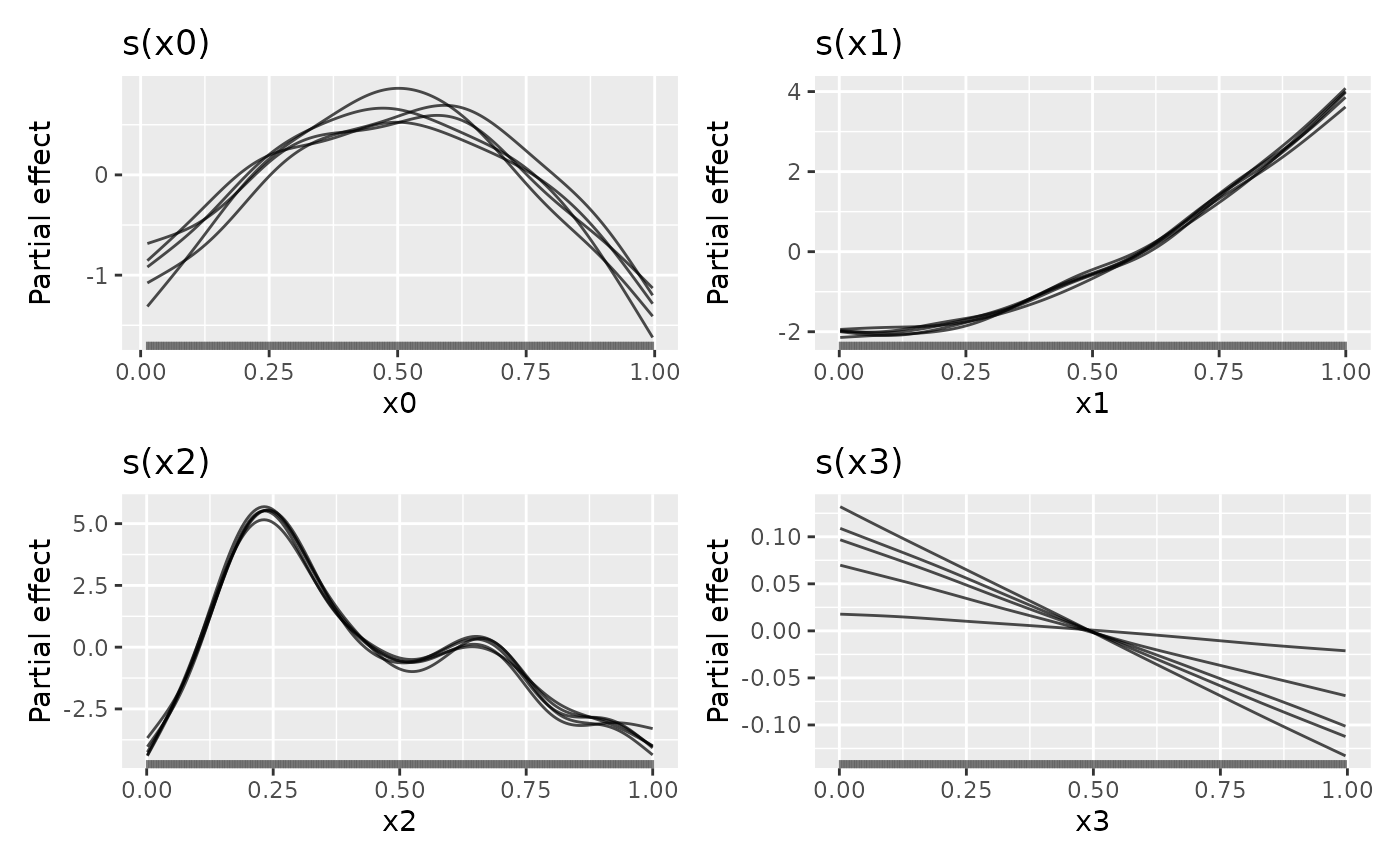 s(x0)
Partial effect
0
-1
0.00 0.25 0.50 0.75 1.00
x0
s(x1)
Partial effect
4
2
0
-2
0.00 0.25 0.50 0.75 1.00
x1
s(x2)
Partial effect
5.0
2.5
0.0
-2.5
0.00 0.25 0.50 0.75 1.00
x2
s(x3)
Partial effect
0.10
0.05
0.00
-0.05
-0.10
0.00 0.25 0.50 0.75 1.00
x3